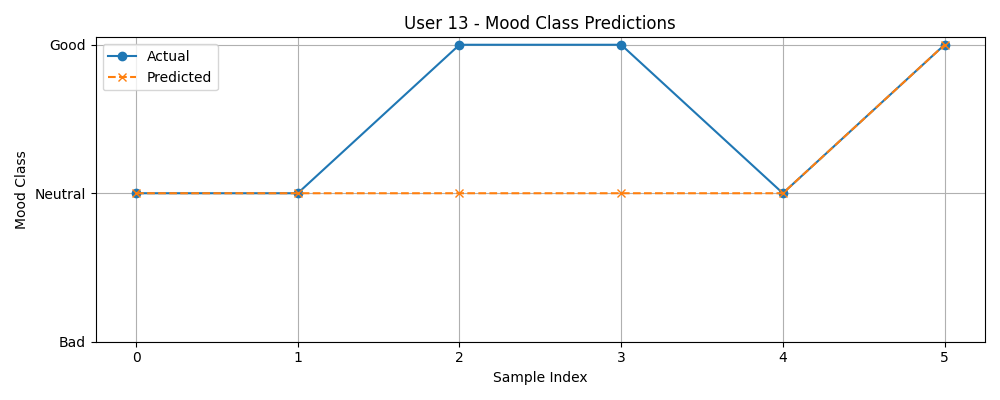 User 13 - Mood Class Predictions
Good
Actual
Predicted
Mood Class
Neutral
Bad
0 1 2 3 4 5
Sample Index